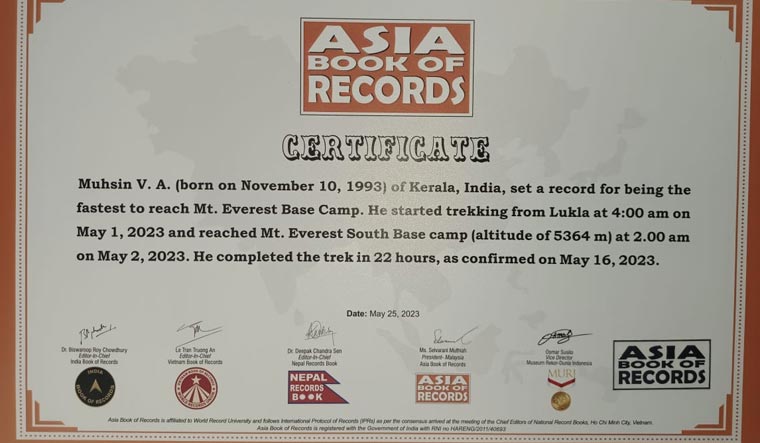 ASIA
BOOK OF
RECORDS
CERTIFICATE
Muhsin V. A. (born on November 10, 1993) of Kerala, India, set a record for being the
fastest to reach Mt. Everest Base Camp. He started trekking from Lukla at 4:00 am on
May 1, 2023 and reached Mt. Everest South Base camp (altitude of 5364 m) at 2.00 am
on May 2, 2023. He completed the trek in 22 hours, as confirmed on May 16, 2023.
Date: May 25, 2023
Dr. Biswaroop Roy Chowdhury
Editor-in-Chief
India Book of Records
Le Tran Truong An
Editor-in-Chief
Vietnam Book of Records
Dr. Deepak Chandra Sen
Editor-in-Chief
Nepal Record Book
Ms. Selvarani Muthiah
President- Malaysia
Asia Book of Records
Osmar Susilo
Vice Director
Museum Rekor-Dunia Indonesia
INDIA
BOOK OF RECORDS
NEPAL
RECORDS
BOOK
ASIA
BOOK OF
RECORDS
MURI
ASIA
BOOK OF
RECORDS
Asia Book of Records is affiliated to World Record University and follows International Protocol of Records (IPRs) as per the consensus arrived at the meeting of the Chief Editors of National Record Books, Ho Chi Minh City, Vietnam.
Asia Book of Records is registered with the Government of India with RNI no HARENG/2011/40693